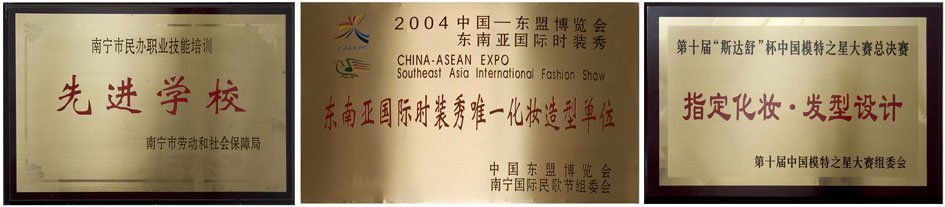 南宁市民办职业技能培训
先进学校
南宁市劳动和社会保障局
CAEXPO
2004中国—东盟博览会
东南亚国际时装秀
CHINA-ASEAN EXPO
Southeast Asia International Fashion Show
东南亚国际时装秀唯一化妆造型单位
中国东盟博览会
南宁国际民歌节组委会
第十届“斯达舒”杯中国模特之星大赛总决赛
指定化妆·发型设计
第十届中国模特之星大赛组委会